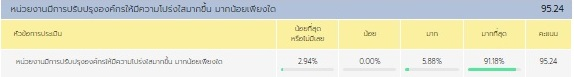 หน่วยงานมีการปรับปรุงองค์กรให้มีความโปร่งใสมากขึ้น มากน้อยเพียงใด 95.24
หัวข้อการประเมิน น้อยที่สุด หรือไม่มีเลย น้อย มาก มากที่สุด คะแนน
หน่วยงานมีการปรับปรุงองค์กรให้มีความโปร่งใสมากขึ้น มากน้อยเพียงใด 2.94% 0.00% 5.88% 91.18% 95.24